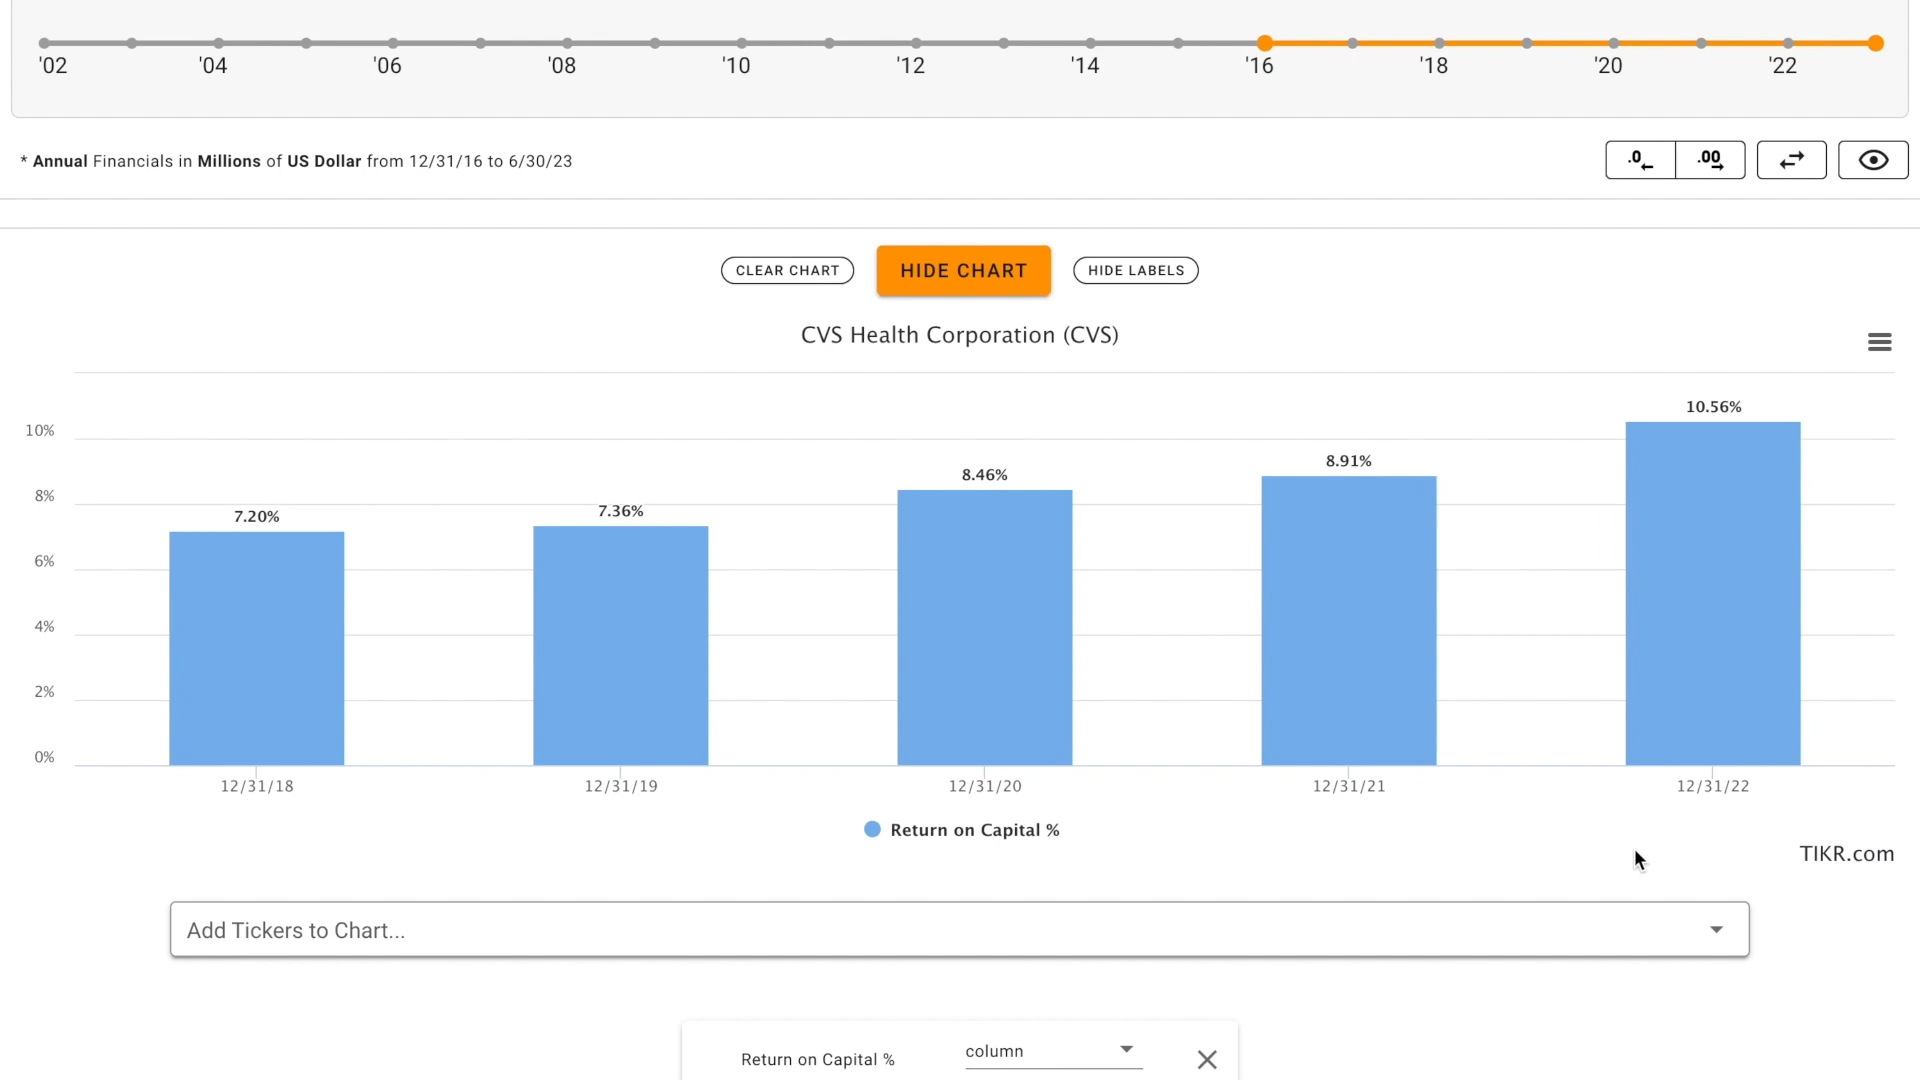 '02 '04 '06 '08 '10 '12 '14 '16 '18 '20 '22
* Annual Financials in Millions of US Dollar from 12/31/16 to 6/30/23
.0 .00
CLEAR CHART HIDE CHART HIDE LABELS
CVS Health Corporation (CVS)
10%
8%
6%
4%
2%
0%
7.20% 7.36% 8.46% 8.91% 10.56%
12/31/18 12/31/19 12/31/20 12/31/21 12/31/22
Return on Capital %
TIKR.com
Add Tickers to Chart...
Return on Capital % column